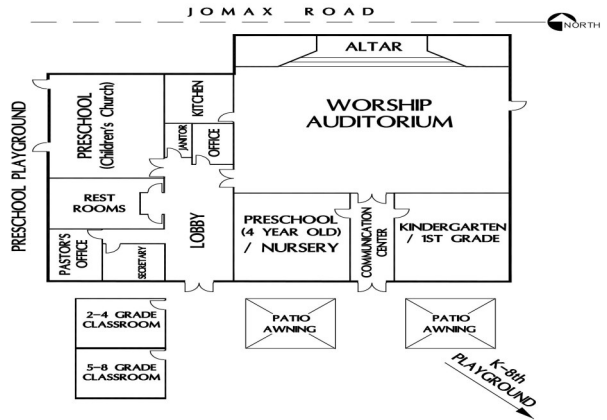 JOMAX ROAD
NORTH
ALTAR
WORSHIP
AUDITORIUM
KITCHEN
JANITOR
OFFICE
PRESCHOOL
(Children's Church)
PRESCHOOL PLAYGROUND
REST
ROOMS
LOBBY
PASTOR'S
OFFICE
SECRETARY
PRESCHOOL
(4 YEAR OLD)
/ NURSERY
COMMUNICATION
CENTER
KINDERGARTEN
/ 1ST GRADE
2-4 GRADE
CLASSROOM
5-8 GRADE
CLASSROOM
PATIO
AWNING
PATIO
AWNING
K-8th
PLAYGROUND